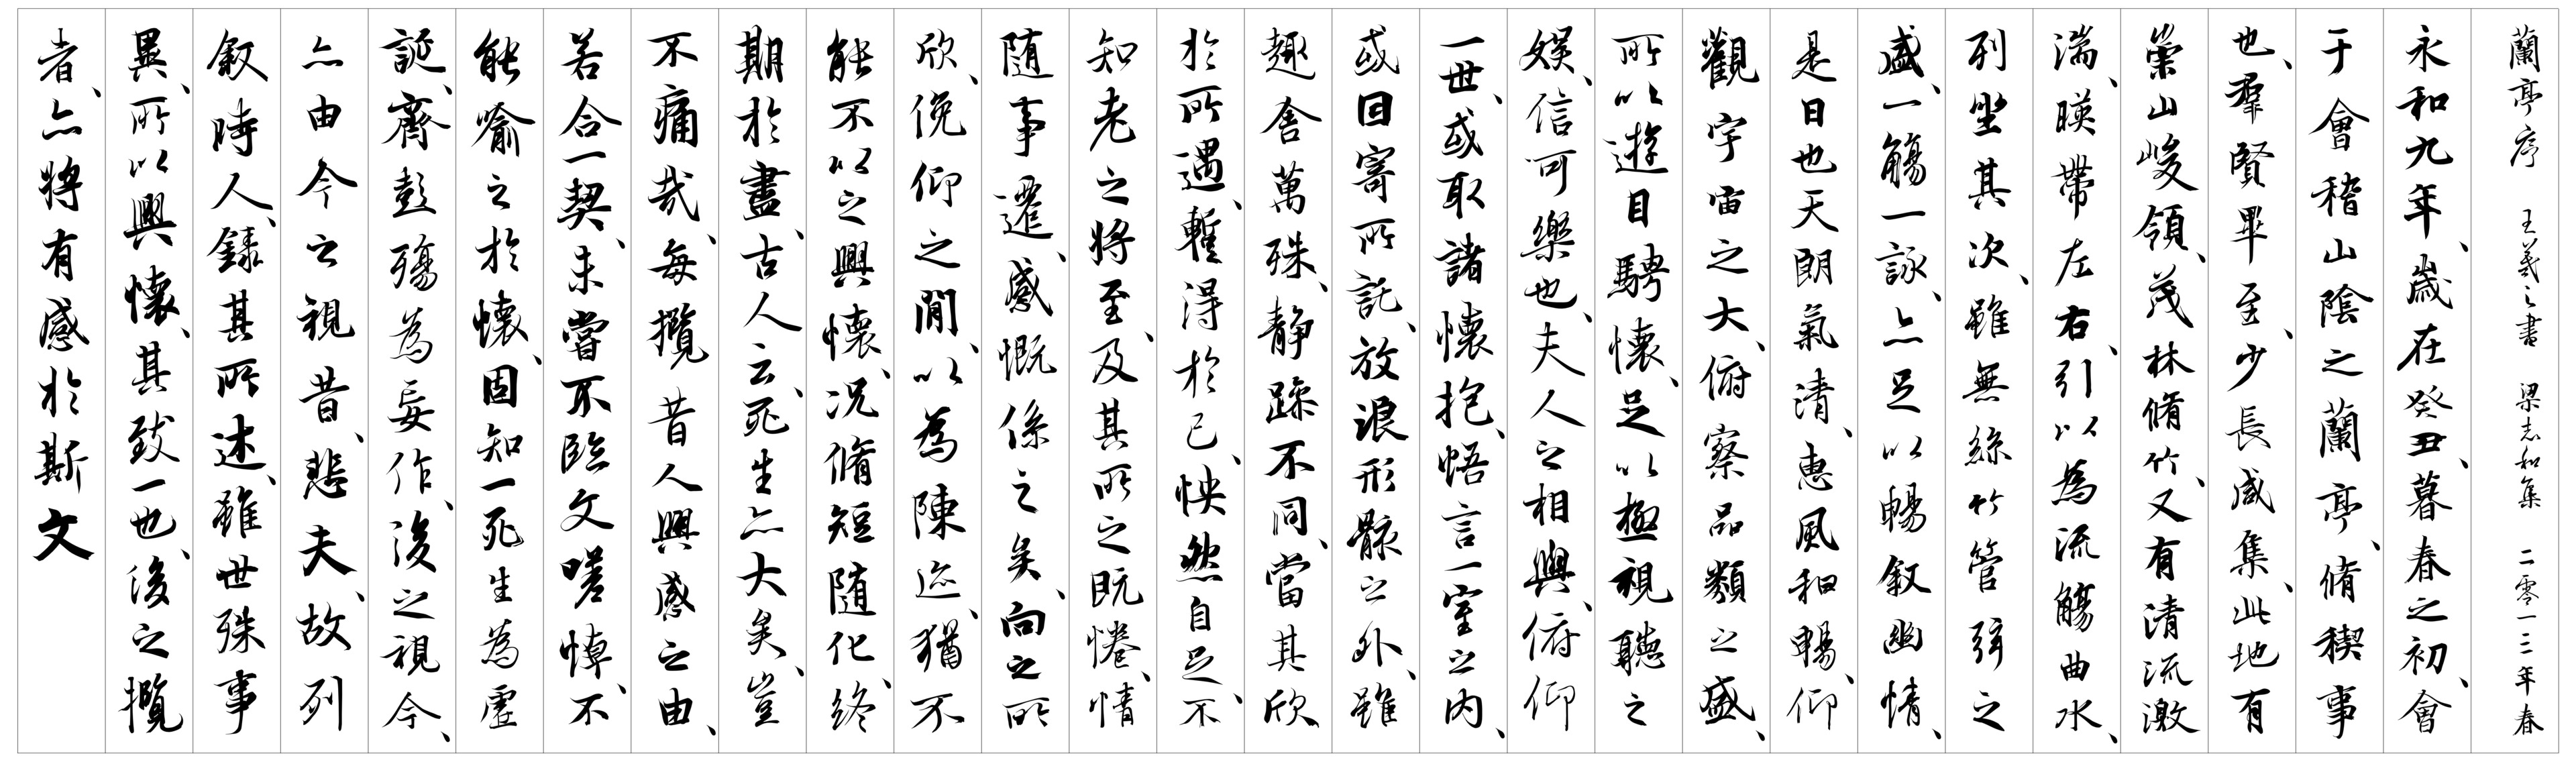 蘭亭序 王羲之書 梁志和集 二零一三年春
永和九年、歲在癸丑、暮春之初、會
于會稽山陰之蘭亭、脩稧事
也、羣賢畢至、少長咸集、此地有
崇山峻領、茂林脩竹、又有清流激
湍、暎帶左右、引以為流觴曲水、
列坐其次、雖無絲竹管弦之
盛、一觴一詠、亦足以暢叙幽情、
是日也天朗氣清、惠風和暢、仰
觀宇宙之大、俯察品類之盛、
所以遊目騁懷、足以極視聽之
娛、信可樂也、夫人之相與、俯仰
一世、或取諸懷抱、悟言一室之内、
或回寄所託、放浪形骸之外、雖
趣舍萬殊、静躁不同、當其欣
於所遇、暫得於己、怏然自足、不
知老之將至、及其所之既惓、情
隨事遷、感慨係之矣、向之所
欣、俛仰之閒、以為陳迹、猶不
能不以之興懷、况脩短隨化、終
期於盡、古人云、死生亦大矣、豈
不痛哉、每攬昔人興感之由、
若合一契、未嘗不臨文嗟悼、不
能喻之於懷、固知一死生為虛
誕、齊彭殤為妄作、後之視今、
亦由今之視昔、悲夫、故列
叙時人、錄其所述、雖世殊事
異、所以興懷、其致一也、後之攬
者、亦將有感於斯文